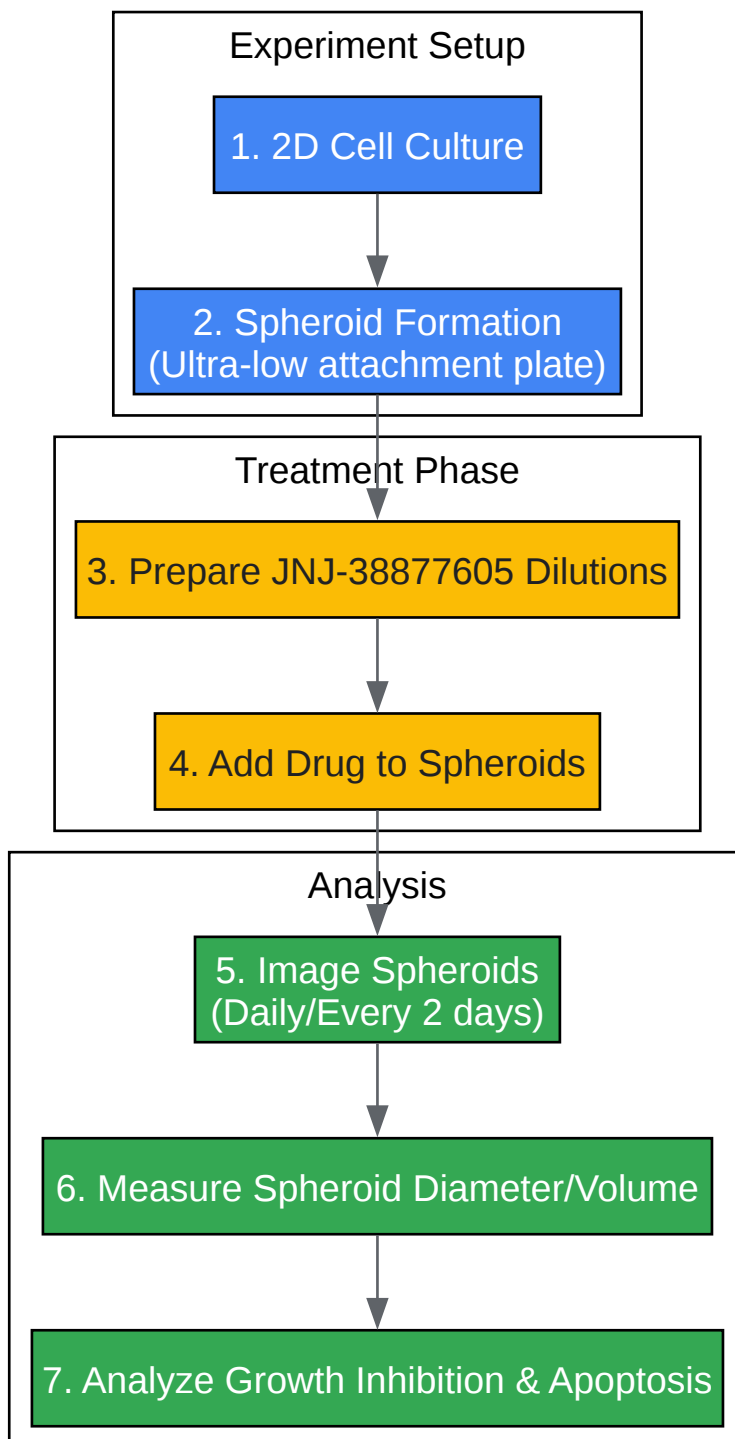 Experiment Setup
1. 2D Cell Culture
2. Spheroid Formation
(Ultra-low attachment plate)
Treatment Phase
3. Prepare JNJ-38877605 Dilutions
4. Add Drug to Spheroids
Analysis
5. Image Spheroids
(Daily/Every 2 days)
6. Measure Spheroid Diameter/Volume
7. Analyze Growth Inhibition & Apoptosis